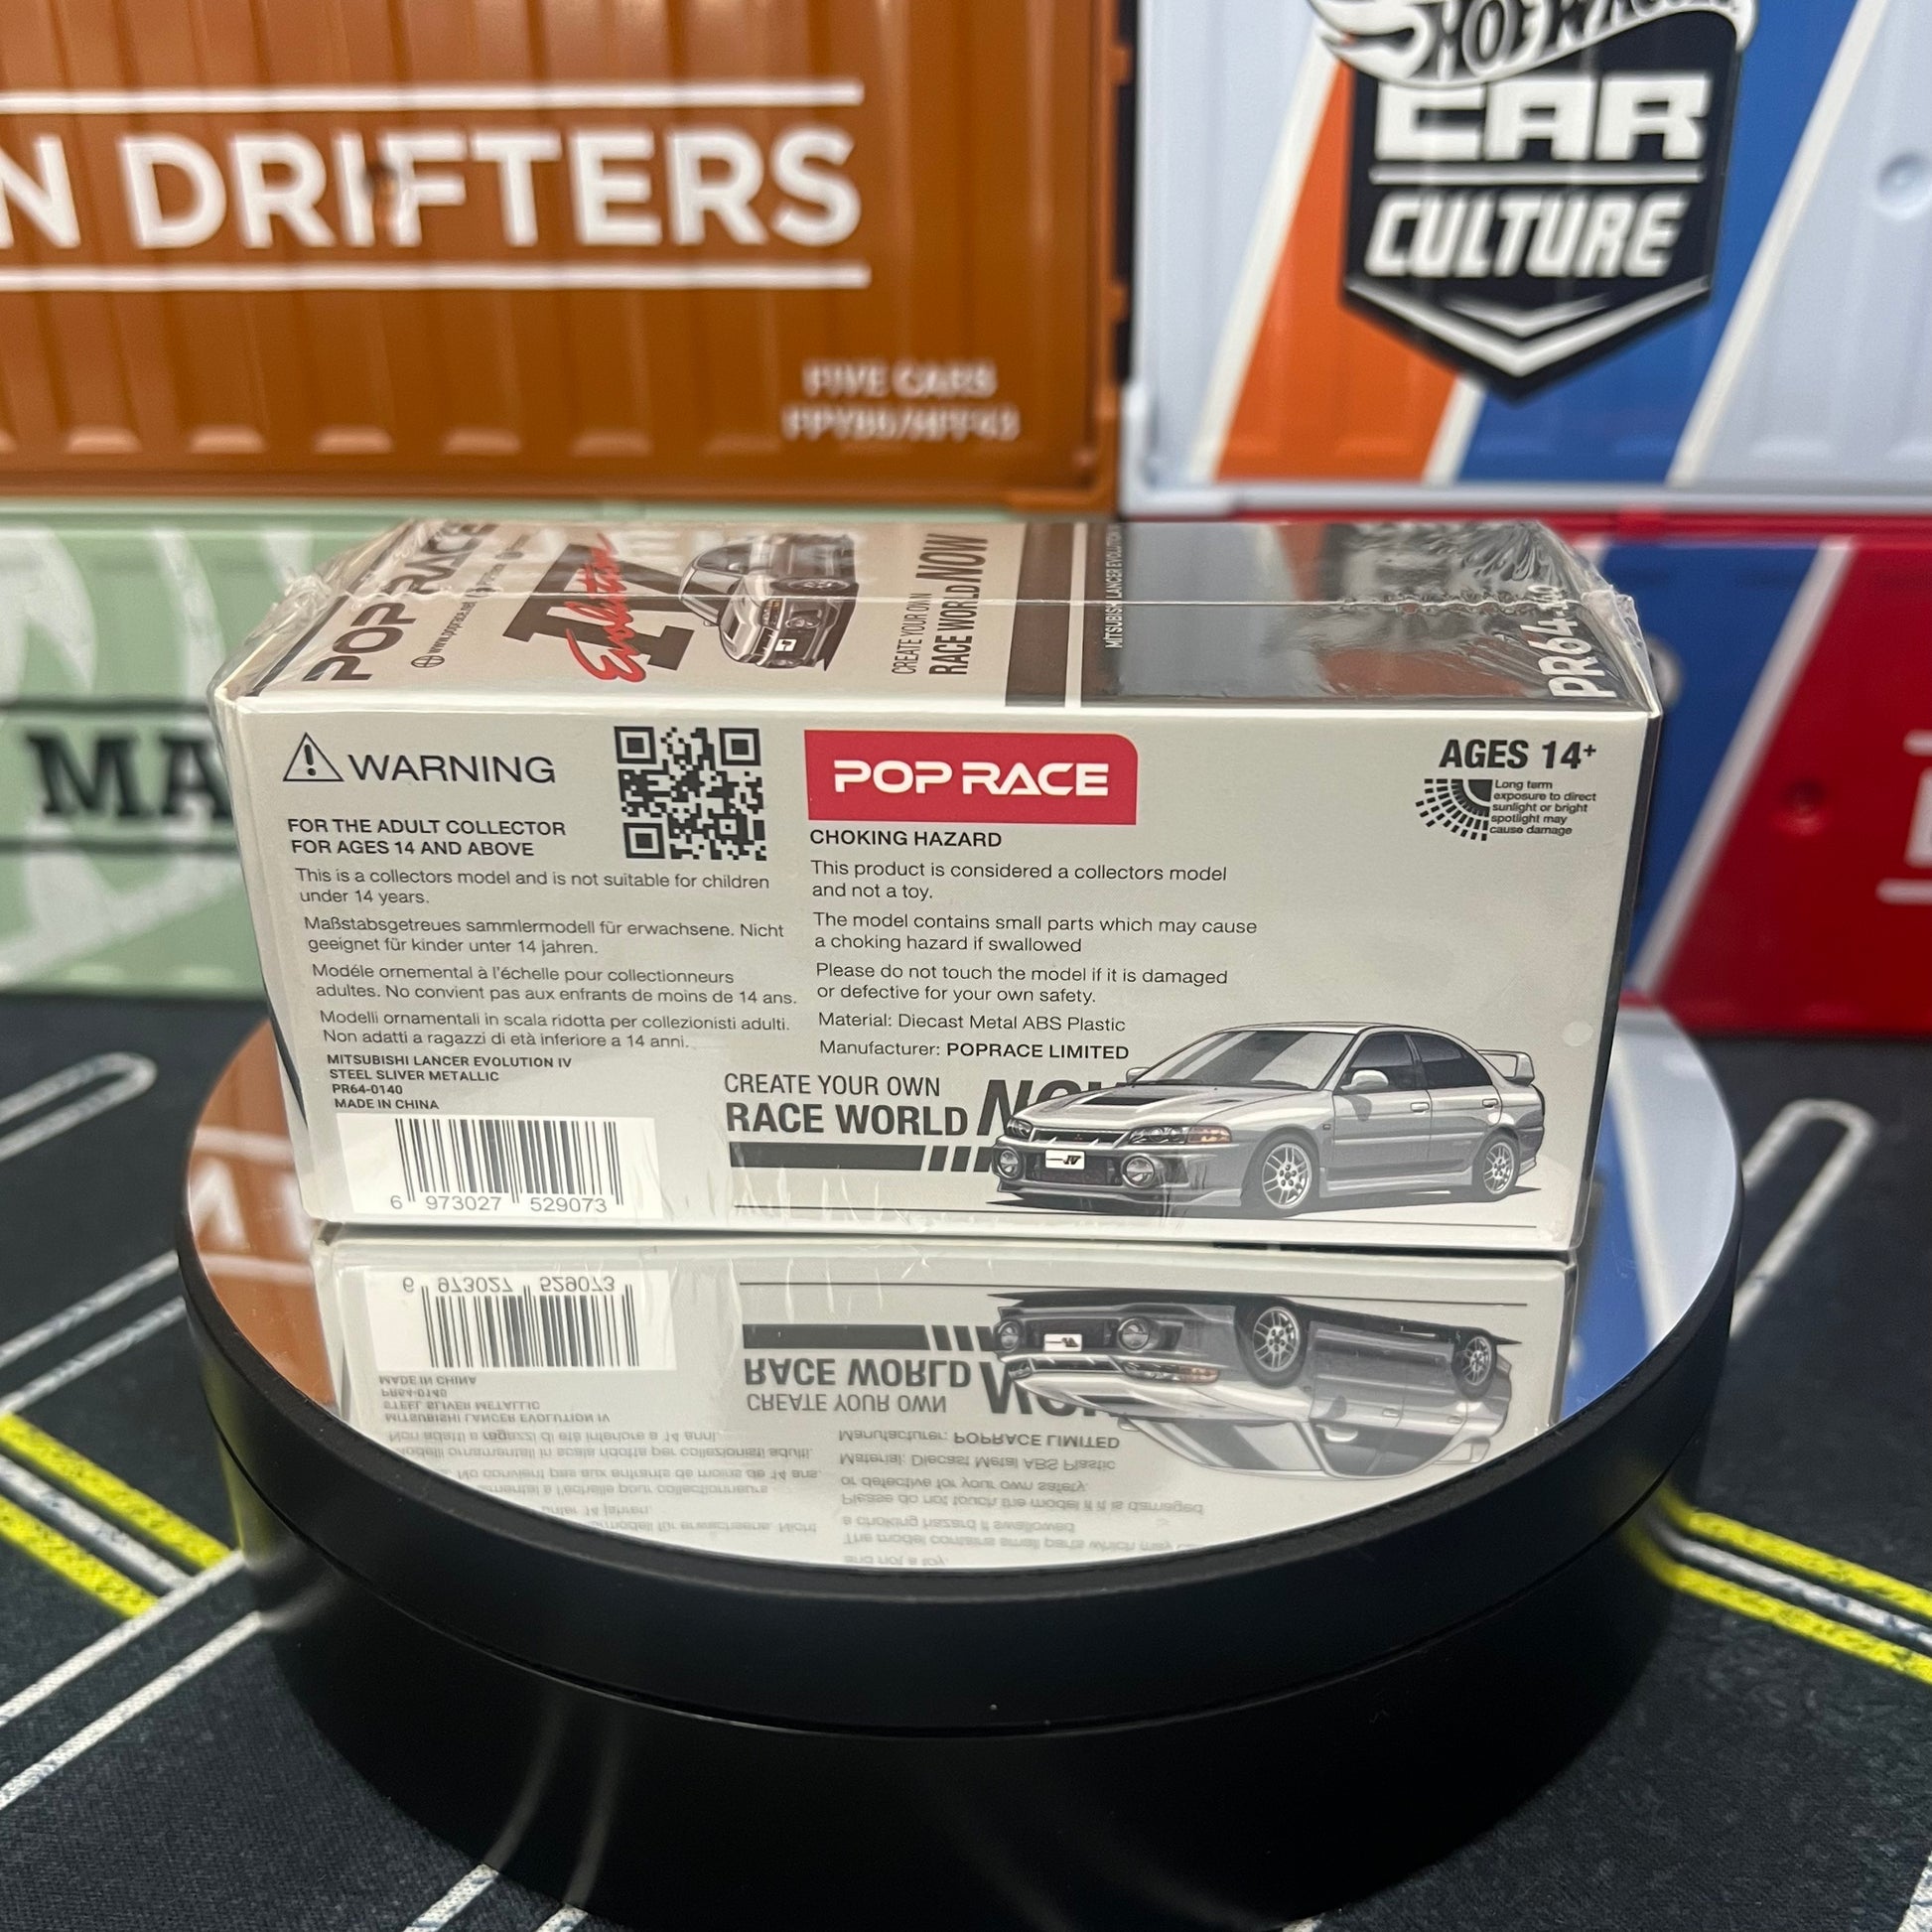 N DRIFTERS
FIVE CARS
HOT WHEELS
CAR
CULTURE
MA
POP RACE
www.poprace.net
IV
Evolution
CREATE YOUR OWN
RACE WORLD NOW
MITSUBISHI LANCER EVOLUTION
WARNING
FOR THE ADULT COLLECTOR
FOR AGES 14 AND ABOVE
This is a collectors model and is not suitable for children
under 14 years.
Maßstabsgetreues sammlermodell für erwachsene. Nicht
geeignet für kinder unter 14 jahren.
Modéle ornemental à l'échelle pour collectionneurs
adultes. No convient pas aux enfrants de moins de 14 ans.
Modelli ornamentali in scala ridotta per collezionisti adulti.
Non adatti a ragazzi di età inferiore a 14 anni.
MITSUBISHI LANCER EVOLUTION IV
STEEL SLIVER METALLIC
PR64-0140
MADE IN CHINA
6 973027 529073
POP RACE
CHOKING HAZARD
This product is considered a collectors model
and not a toy.
The model contains small parts which may cause
a choking hazard if swallowed
Please do not touch the model if it is damaged
or defective for your own safety.
Material: Diecast Metal ABS Plastic
Manufacturer: POPRACE LIMITED
CREATE YOUR OWN
RACE WORLD NOW
IV
AGES 14+
Long term
exposure to direct
sunlight or bright
spotlight may
cause damage